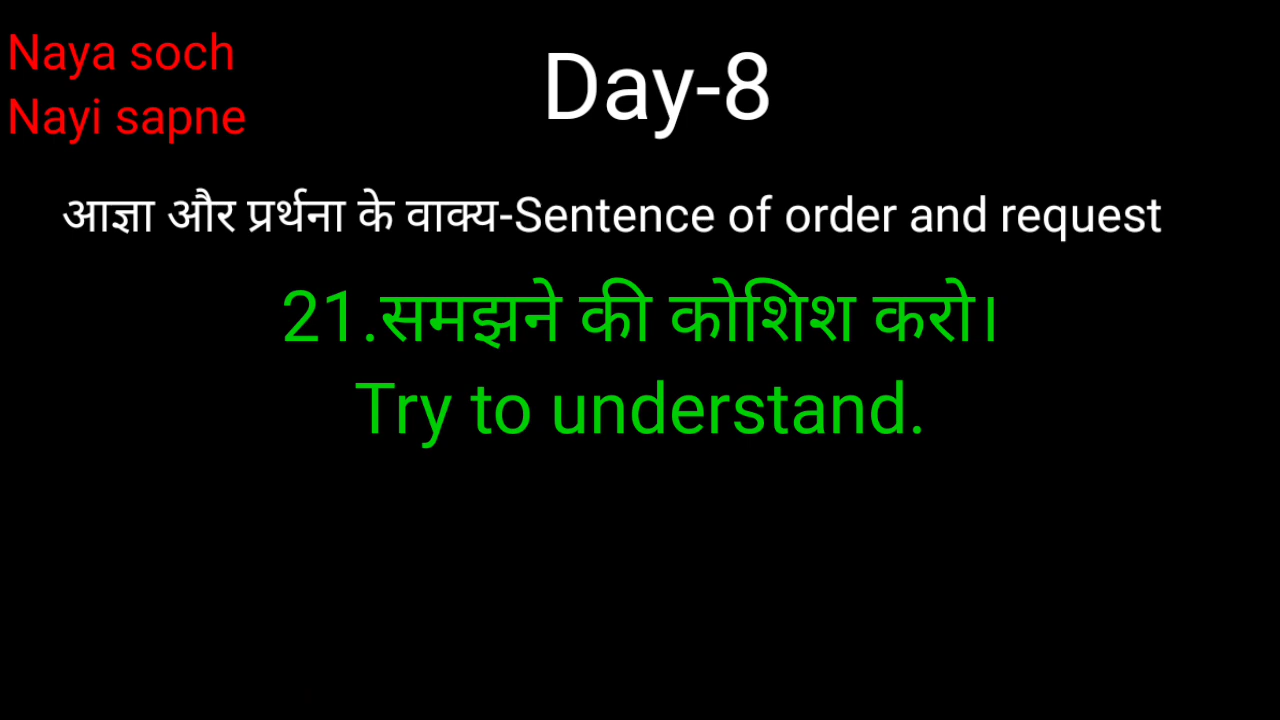 Naya soch
Nayi sapne
Day-8
आज्ञा और प्रर्थना के वाक्य-Sentence of order and request
21.समझने की कोशिश करो।
Try to understand.